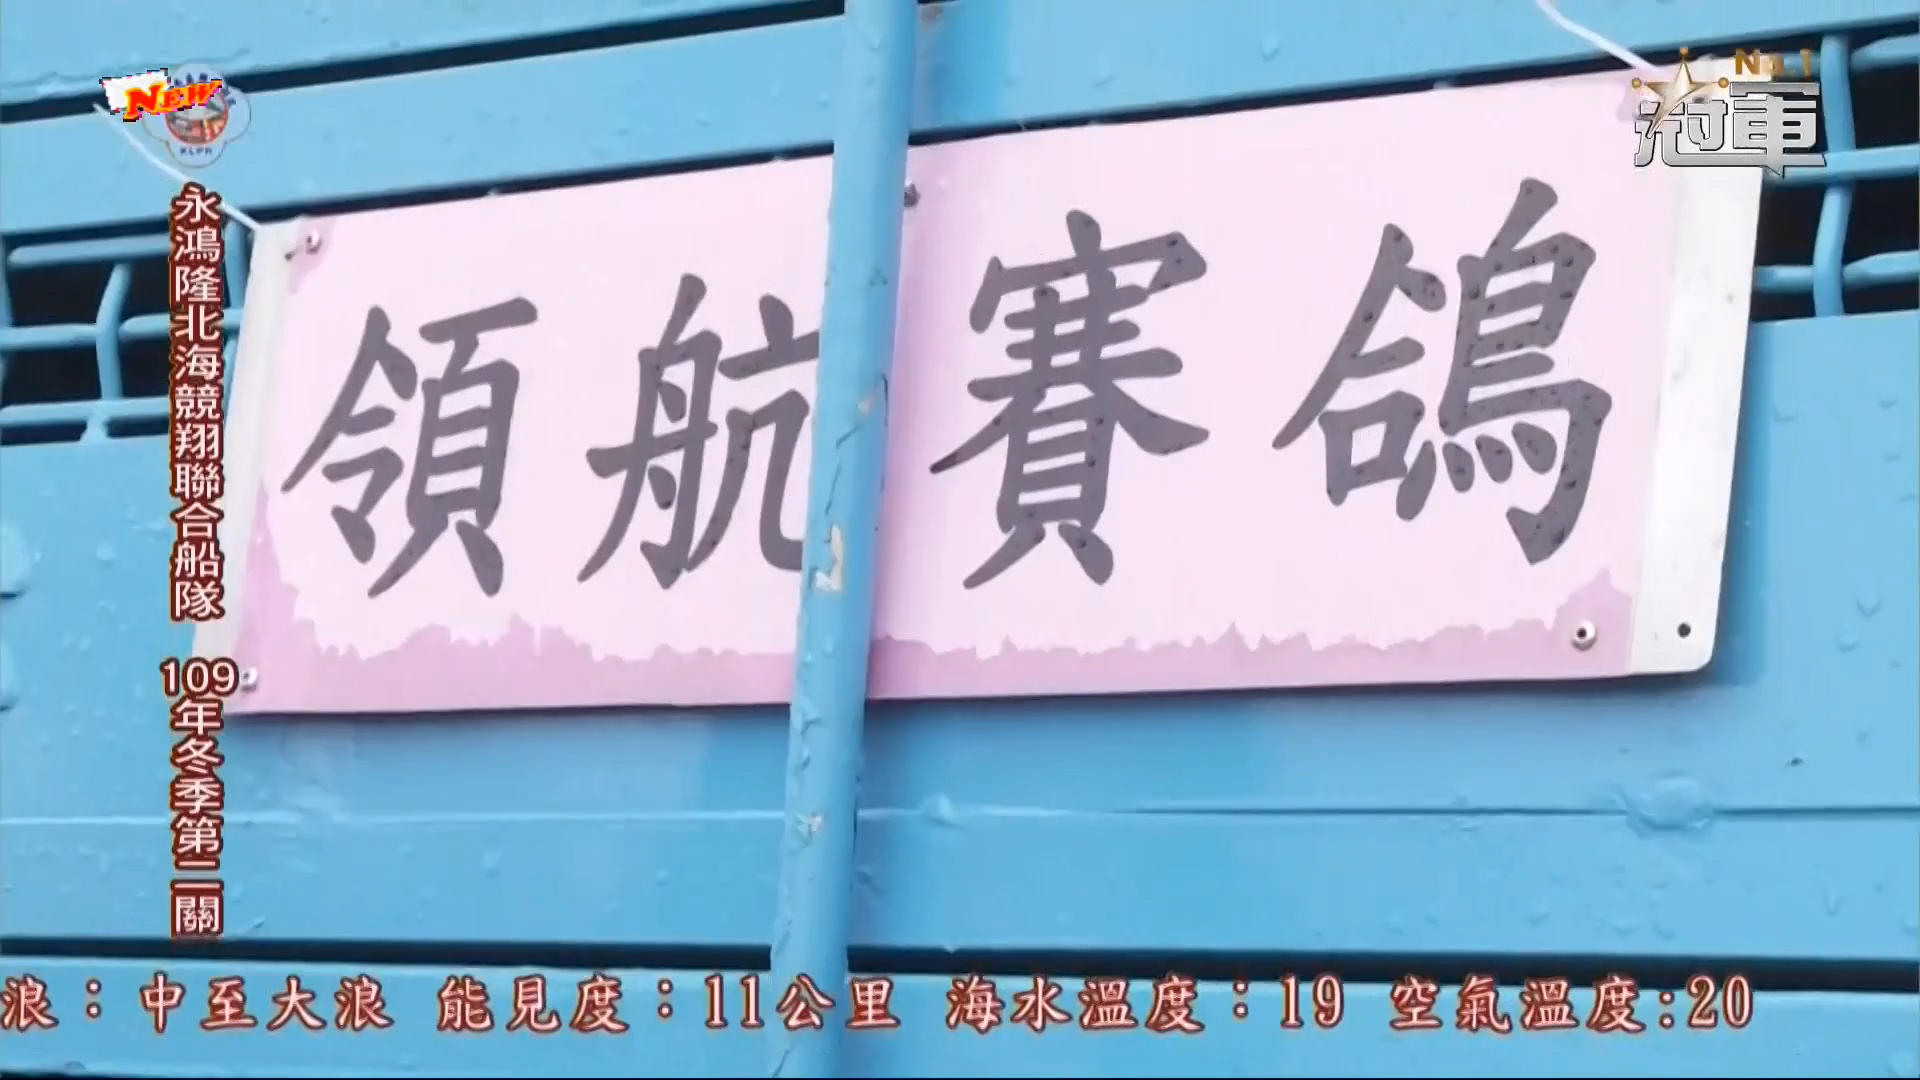 NEW
KLPR
No.1
冠軍
領航賽鴿
永鴻隆北海競翔聯合船隊
109年冬季第二關
浪：中至大浪 能見度：11公里 海水溫度：19 空氣溫度:20